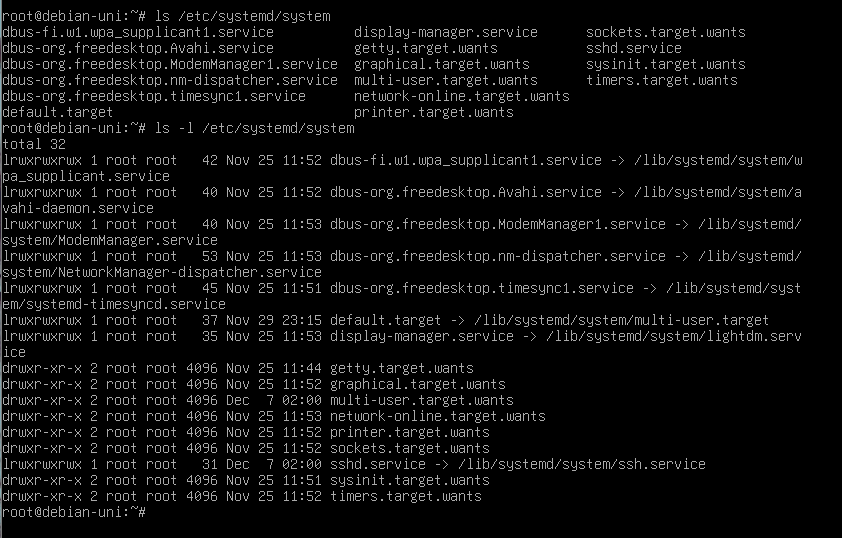 root@debian-uni:~# ls /etc/systemd/system
dbus-fi.w1.wpa_supplicant1.service          display-manager.service      sockets.target.wants
dbus-org.freedesktop.Avahi.service          getty.target.wants           sshd.service
dbus-org.freedesktop.ModemManager1.service  graphical.target.wants       sysinit.target.wants
dbus-org.freedesktop.nm-dispatcher.service  multi-user.target.wants      timers.target.wants
dbus-org.freedesktop.timesync1.service      network-online.target.wants
default.target                              printer.target.wants
root@debian-uni:~# ls -l /etc/systemd/system
total 32
lrwxrwxrwx 1 root root   42 Nov 25 11:52 dbus-fi.w1.wpa_supplicant1.service -> /lib/systemd/system/w
pa_supplicant.service
lrwxrwxrwx 1 root root   40 Nov 25 11:52 dbus-org.freedesktop.Avahi.service -> /lib/systemd/system/a
vahi-daemon.service
lrwxrwxrwx 1 root root   40 Nov 25 11:53 dbus-org.freedesktop.ModemManager1.service -> /lib/systemd/
system/ModemManager.service
lrwxrwxrwx 1 root root   53 Nov 25 11:53 dbus-org.freedesktop.nm-dispatcher.service -> /lib/systemd/
system/NetworkManager-dispatcher.service
lrwxrwxrwx 1 root root   45 Nov 25 11:51 dbus-org.freedesktop.timesync1.service -> /lib/systemd/syst
em/systemd-timesyncd.service
lrwxrwxrwx 1 root root   37 Nov 29 23:15 default.target -> /lib/systemd/system/multi-user.target
lrwxrwxrwx 1 root root   35 Nov 25 11:53 display-manager.service -> /lib/systemd/system/lightdm.serv
ice
drwxr-xr-x 2 root root 4096 Nov 25 11:44 getty.target.wants
drwxr-xr-x 2 root root 4096 Nov 25 11:52 graphical.target.wants
drwxr-xr-x 2 root root 4096 Dec  7 02:00 multi-user.target.wants
drwxr-xr-x 2 root root 4096 Nov 25 11:53 network-online.target.wants
drwxr-xr-x 2 root root 4096 Nov 25 11:52 printer.target.wants
drwxr-xr-x 2 root root 4096 Nov 25 11:52 sockets.target.wants
lrwxrwxrwx 1 root root   31 Dec  7 02:00 sshd.service -> /lib/systemd/system/ssh.service
drwxr-xr-x 2 root root 4096 Nov 25 11:51 sysinit.target.wants
drwxr-xr-x 2 root root 4096 Nov 25 11:52 timers.target.wants
root@debian-uni:~#